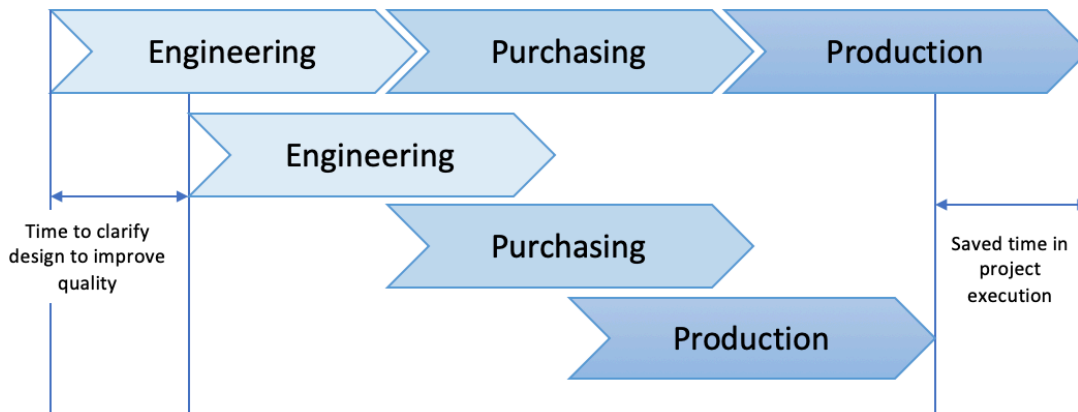 Engineering
Purchasing
Production
Engineering
Time to clarify
design to improve
quality
Purchasing
Saved time in
project
execution
Production